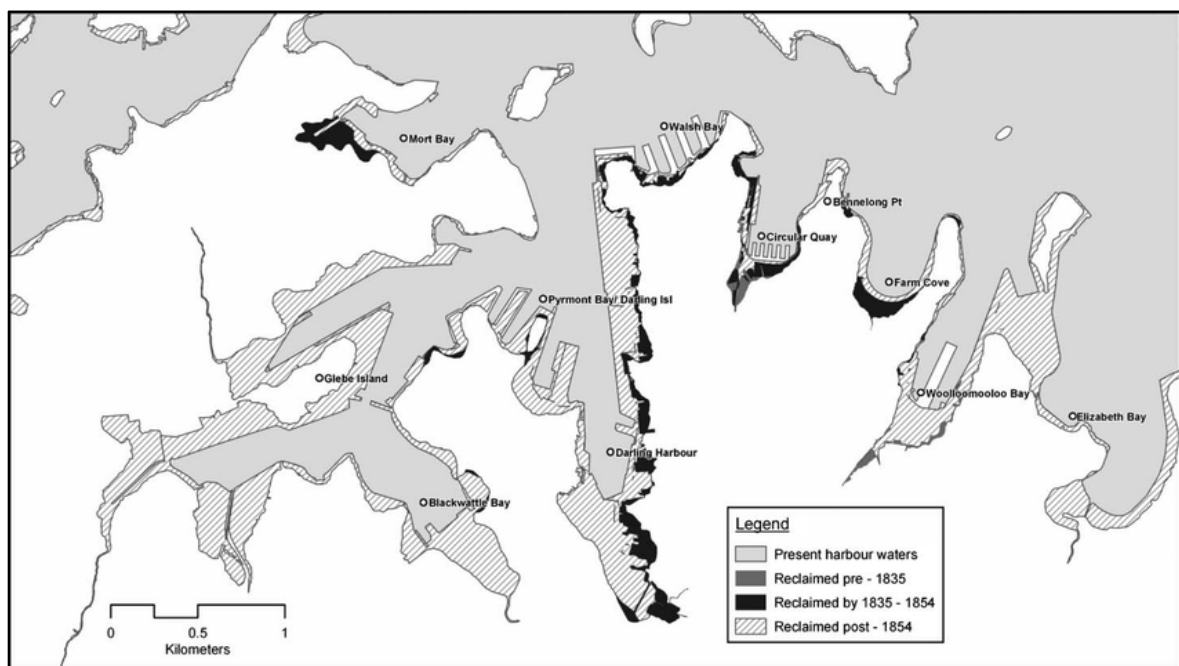 Mort Bay
Walsh Bay
Bennelong Pt
Circular Quay
Farm Cove
Pyrmont Bay/ Darling Isl
Glebe Island
Woolloomooloo Bay
Elizabeth Bay
Darling Harbour
Blackwattle Bay
Legend
Present harbour waters
Reclaimed pre - 1835
Reclaimed by 1835 - 1854
Reclaimed post - 1854
0 0.5 1
Kilometers